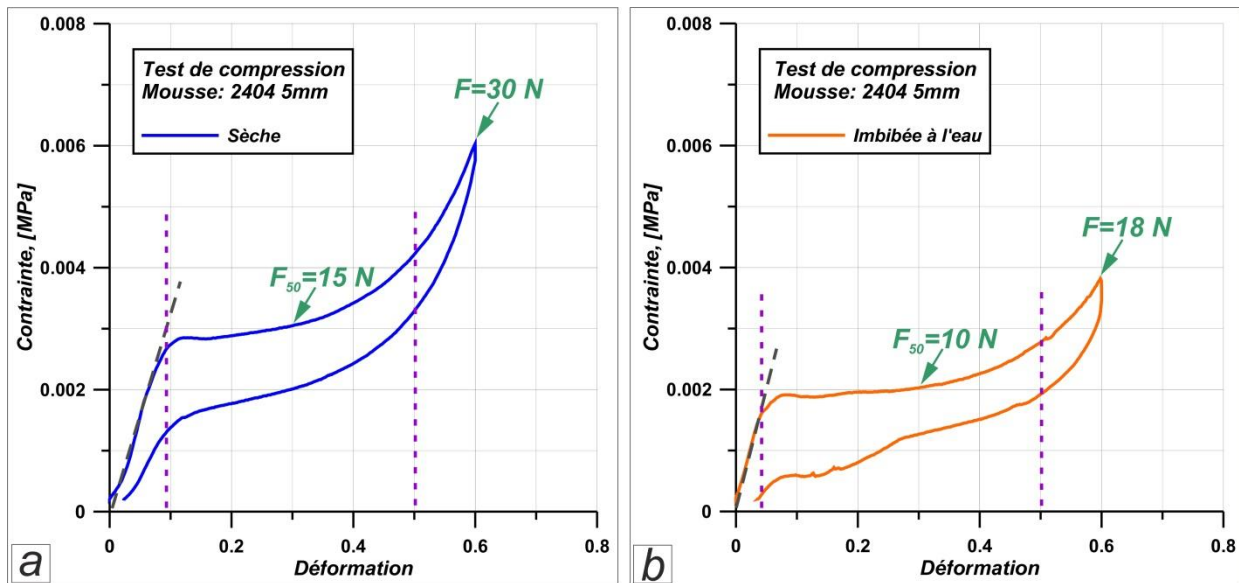 0.008
0.006
0.004
0.002
0
Contrainte, [MPa]
Test de compression
Mousse: 2404 5mm
Sèche
F=30 N
F50=15 N
0 0.2 0.4 0.6 0.8
Déformation
a
0.008
0.006
0.004
0.002
0
Contrainte, [MPa]
Test de compression
Mousse: 2404 5mm
Imbibée à l'eau
F=18 N
F50=10 N
0 0.2 0.4 0.6 0.8
Déformation
b